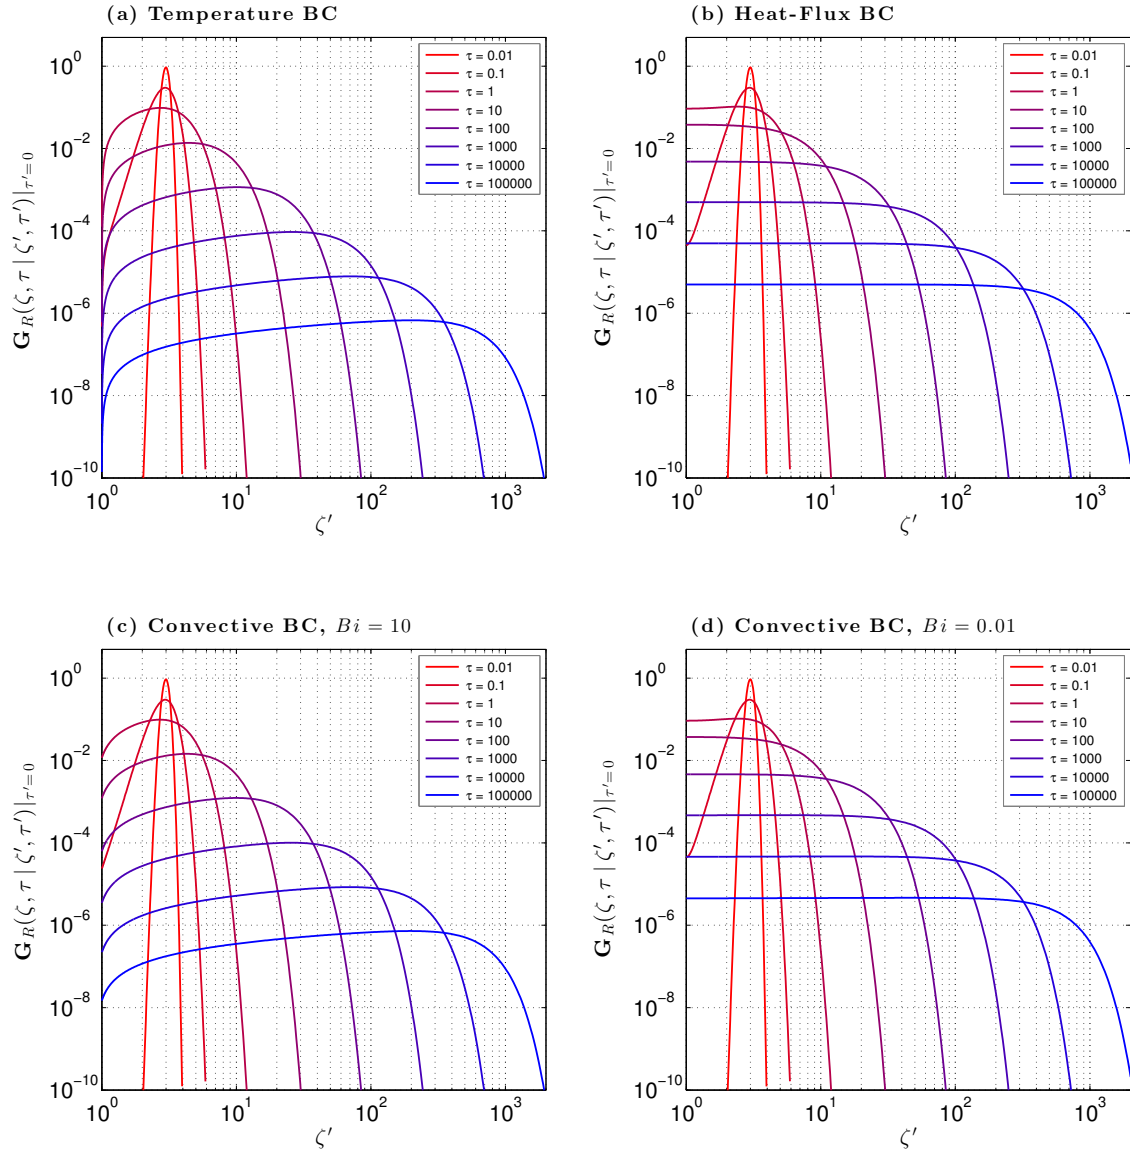 (a) Temperature BC
G_R(ζ, τ | ζ′, τ′)|_{τ′=0}
10^0
10^−2
10^−4
10^−6
10^−8
10^−10
τ = 0.01
τ = 0.1
τ = 1
τ = 10
τ = 100
τ = 1000
τ = 10000
τ = 100000
10^0 10^1 10^2 10^3
ζ′
(b) Heat-Flux BC
G_R(ζ, τ | ζ′, τ′)|_{τ′=0}
10^0
10^−2
10^−4
10^−6
10^−8
10^−10
τ = 0.01
τ = 0.1
τ = 1
τ = 10
τ = 100
τ = 1000
τ = 10000
τ = 100000
10^0 10^1 10^2 10^3
ζ′
(c) Convective BC, Bi = 10
G_R(ζ, τ | ζ′, τ′)|_{τ′=0}
10^0
10^−2
10^−4
10^−6
10^−8
10^−10
τ = 0.01
τ = 0.1
τ = 1
τ = 10
τ = 100
τ = 1000
τ = 10000
τ = 100000
10^0 10^1 10^2 10^3
ζ′
(d) Convective BC, Bi = 0.01
G_R(ζ, τ | ζ′, τ′)|_{τ′=0}
10^0
10^−2
10^−4
10^−6
10^−8
10^−10
τ = 0.01
τ = 0.1
τ = 1
τ = 10
τ = 100
τ = 1000
τ = 10000
τ = 100000
10^0 10^1 10^2 10^3
ζ′